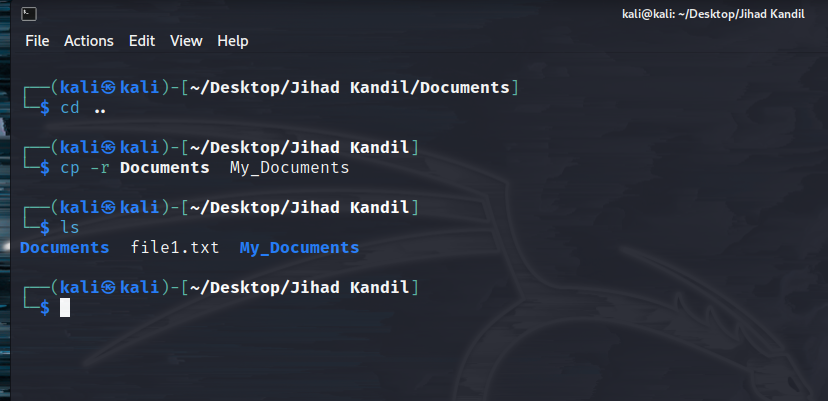 kali@kali: ~/Desktop/Jihad Kandil
File Actions Edit View Help
┌──(kali㉿kali)-[~/Desktop/Jihad Kandil/Documents]
└─$ cd ..
┌──(kali㉿kali)-[~/Desktop/Jihad Kandil]
└─$ cp -r Documents  My_Documents
┌──(kali㉿kali)-[~/Desktop/Jihad Kandil]
└─$ ls
Documents  file1.txt  My_Documents
┌──(kali㉿kali)-[~/Desktop/Jihad Kandil]
└─$